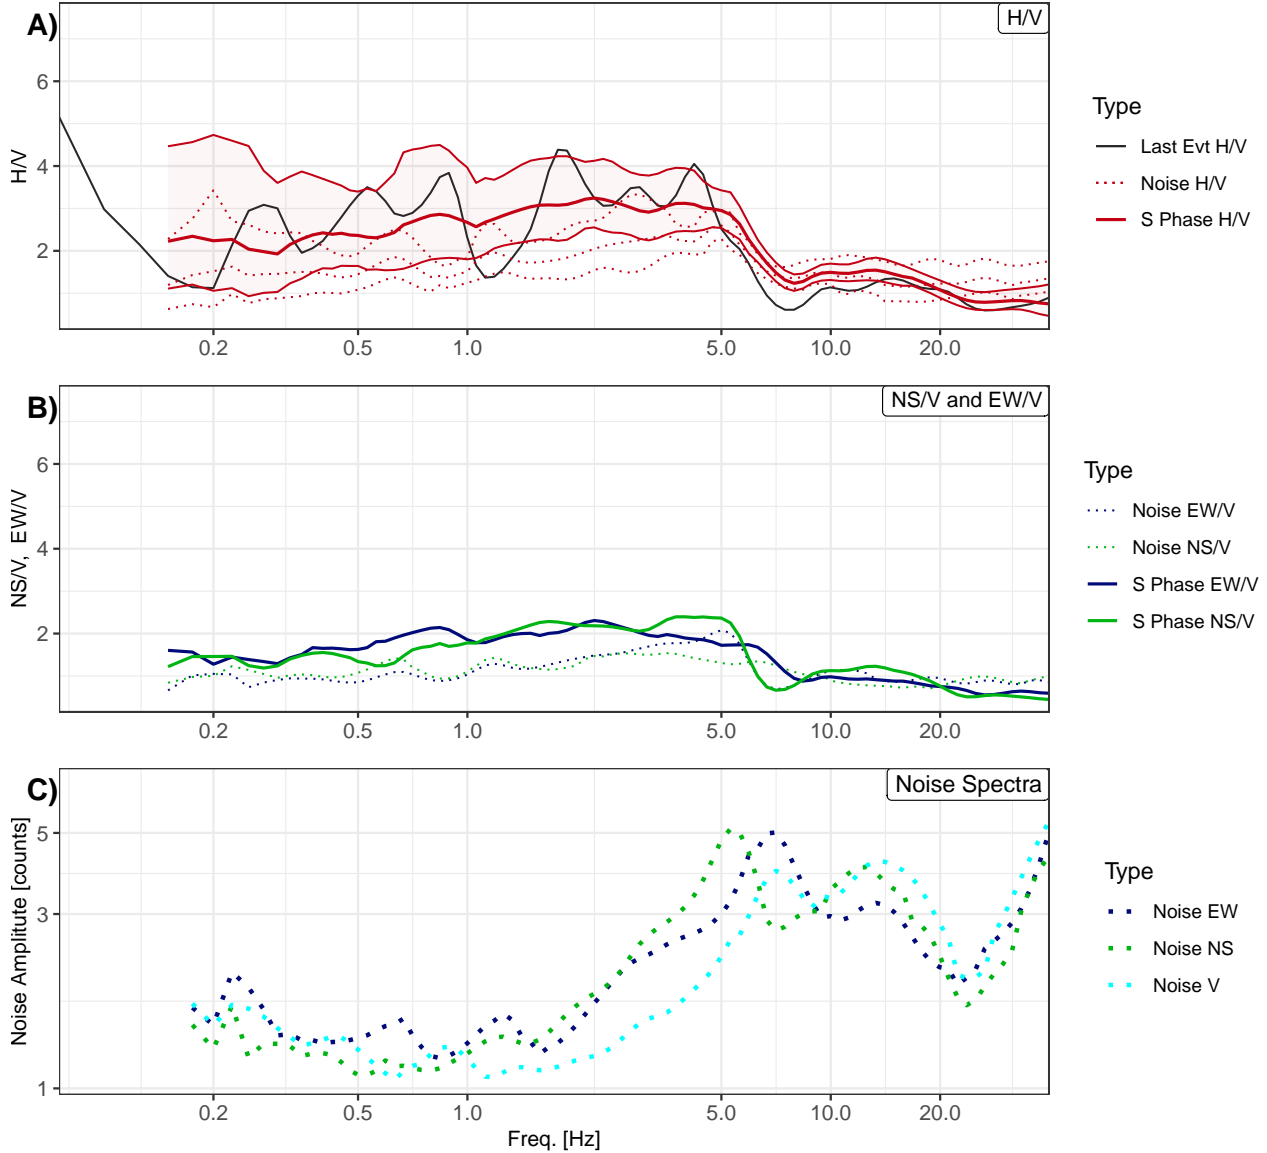 A)
H/V
H/V
6
4
2
0.2 0.5 1.0 5.0 10.0 20.0
Type
Last Evt H/V
Noise H/V
S Phase H/V
B)
NS/V and EW/V
NS/V, EW/V
6
4
2
0.2 0.5 1.0 5.0 10.0 20.0
Type
Noise EW/V
Noise NS/V
S Phase EW/V
S Phase NS/V
C)
Noise Spectra
Noise Amplitude [counts]
5
3
1
0.2 0.5 1.0 5.0 10.0 20.0
Freq. [Hz]
Type
Noise EW
Noise NS
Noise V